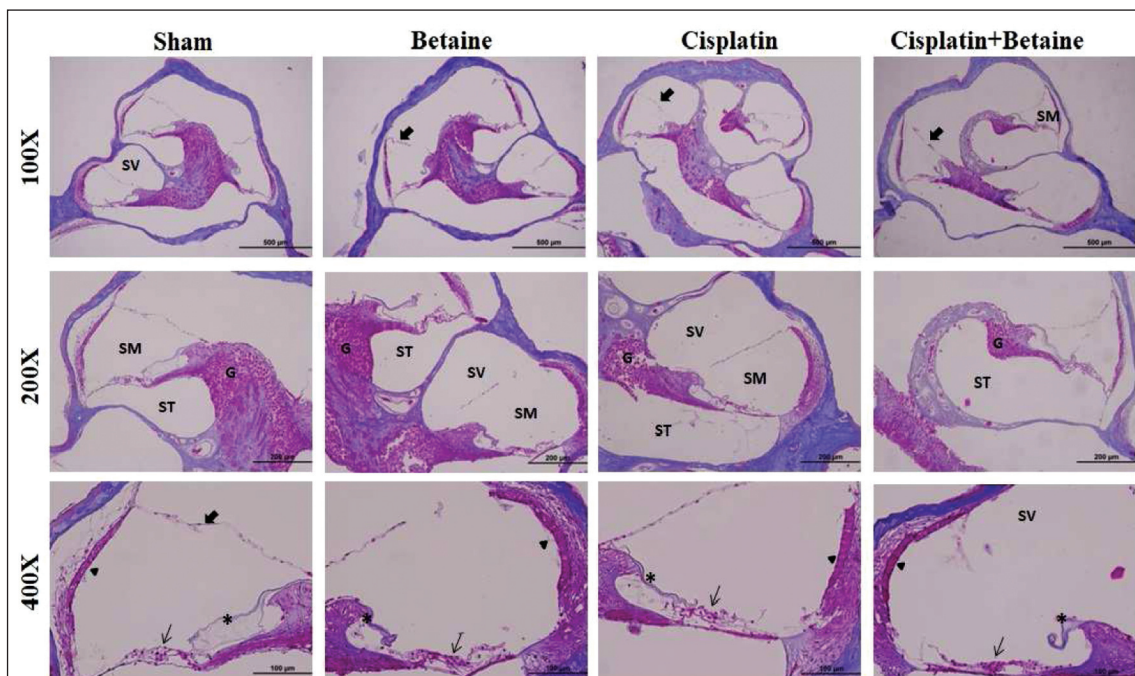 Sham Betaine Cisplatin Cisplatin+Betaine
100X
SV
SM
500 µm 500 µm 500 µm 500 µm
200X
SM G ST
G ST SV SM
SV G SM ST
G ST
200 µm 200 µm 200 µm 200 µm
400X
*
*
*
SV *
100 µm 100 µm 100 µm 100 µm